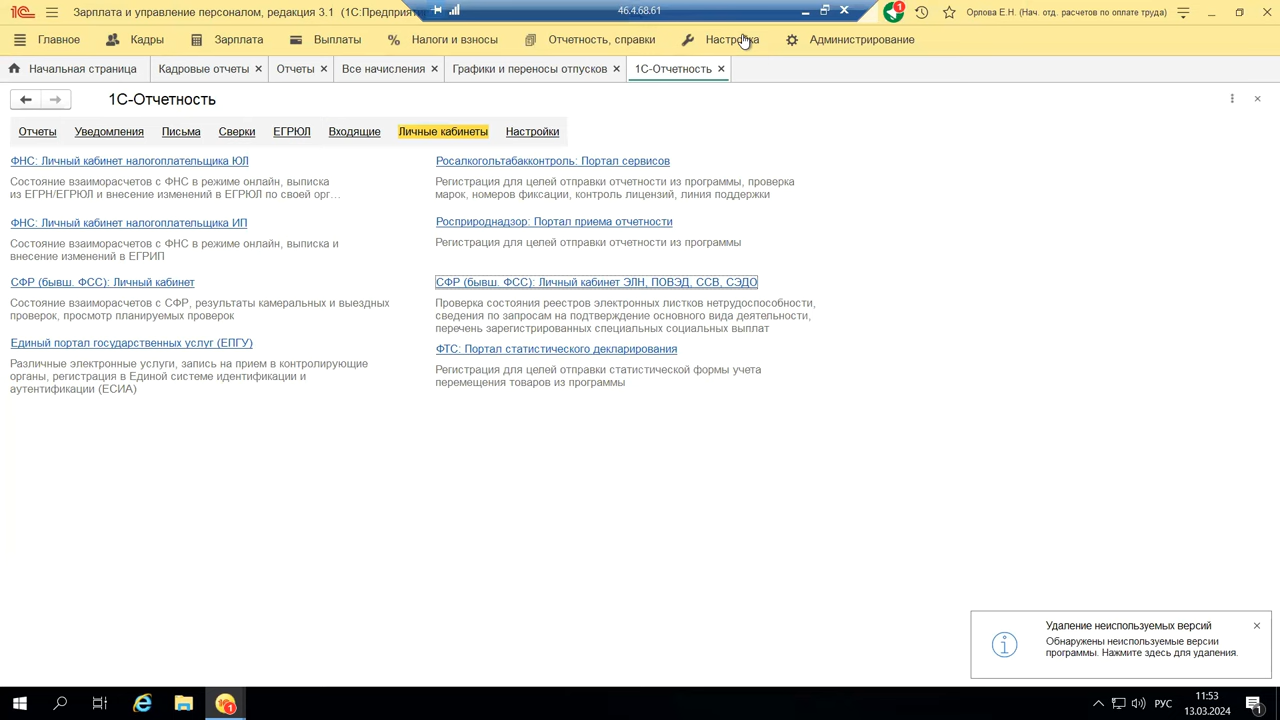 Зарплата и управление персоналом, редакция 3.1 (1С:Предприятие
46.4.68.61
1
Орлова Е.Н. (Нач. отд. расчетов по оплате труда)
Главное
Кадры
Зарплата
Выплаты
Налоги и взносы
Отчетность, справки
Настройка
Администрирование
Начальная страница
Кадровые отчеты
Отчеты
Все начисления
Графики и переносы отпусков
1С-Отчетность
1С-Отчетность
Отчеты
Уведомления
Письма
Сверки
ЕГРЮЛ
Входящие
Личные кабинеты
Настройки
ФНС: Личный кабинет налогоплательщика ЮЛ
Состояние взаиморасчетов с ФНС в режиме онлайн, выписка
из ЕГРН/ЕГРЮЛ и внесение изменений в ЕГРЮЛ по своей орг...
ФНС: Личный кабинет налогоплательщика ИП
Состояние взаиморасчетов с ФНС в режиме онлайн, выписка и
внесение изменений в ЕГРИП
СФР (бывш. ФСС): Личный кабинет
Состояние взаиморасчетов с СФР, результаты камеральных и выездных
проверок, просмотр планируемых проверок
Единый портал государственных услуг (ЕПГУ)
Различные электронные услуги, запись на прием в контролирующие
органы, регистрация в Единой системе идентификации и
аутентификации (ЕСИА)
Росалкогольтабакконтроль: Портал сервисов
Регистрация для целей отправки отчетности из программы, проверка
марок, номеров фиксации, контроль лицензий, линия поддержки
Росприроднадзор: Портал приема отчетности
Регистрация для целей отправки отчетности из программы
СФР (бывш. ФСС): Личный кабинет ЭЛН, ПОВЭД, ССВ, СЭДО
Проверка состояния реестров электронных листков нетрудоспособности,
сведения по запросам на подтверждение основного вида деятельности,
перечень зарегистрированных специальных социальных выплат
ФТС: Портал статистического декларирования
Регистрация для целей отправки статистической формы учета
перемещения товаров из программы
Удаление неиспользуемых версий
Обнаружены неиспользуемые версии
программы. Нажмите здесь для удаления.
1
РУС
11:53
13.03.2024
1